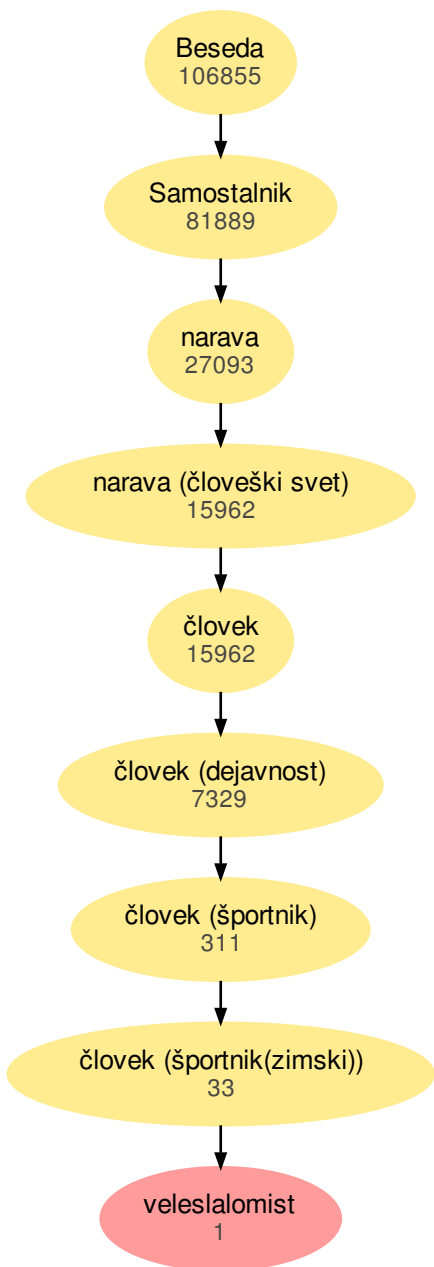 Beseda
106855
Samostalnik
81889
narava
27093
narava (človeški svet)
15962
človek
15962
človek (dejavnost)
7329
človek (športnik)
311
človek (športnik(zimski))
33
veleslalomist
1